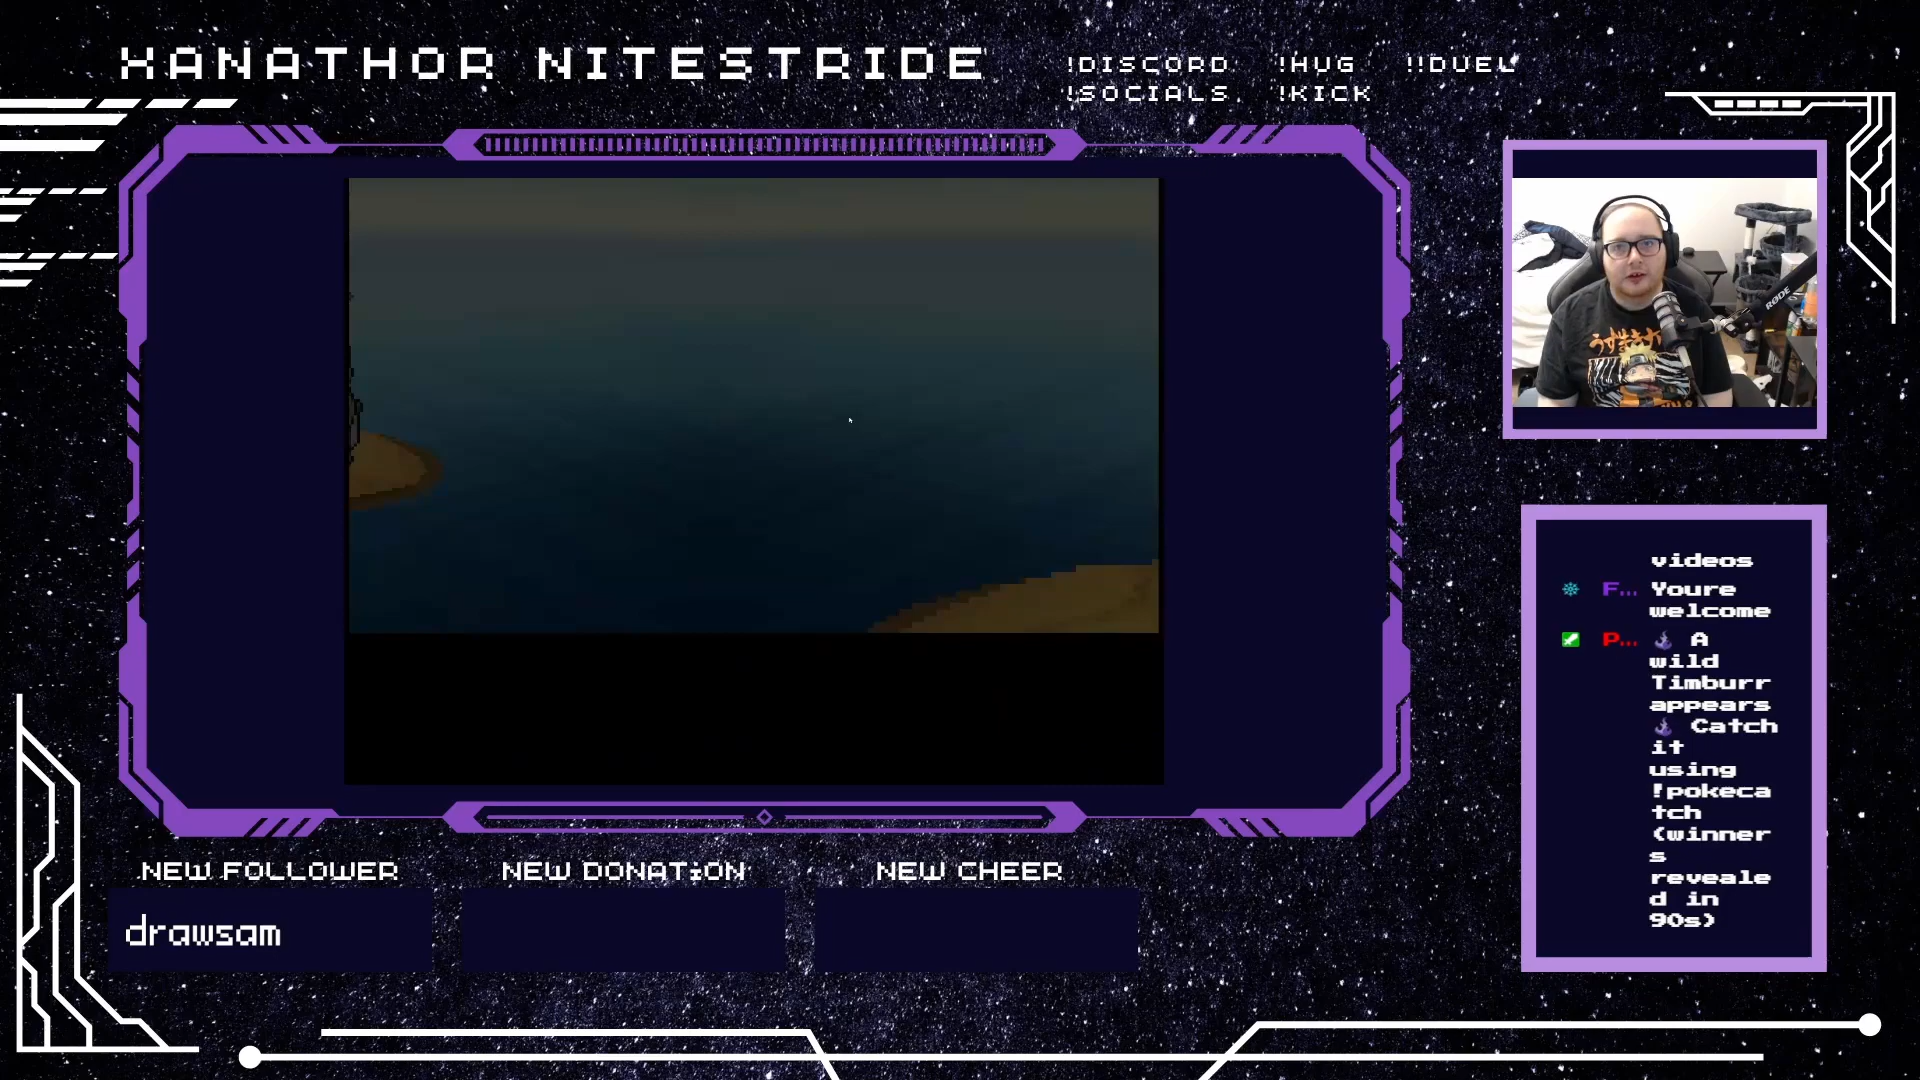 XANATHOR NITESTRIDE
!DISCORD !HUG !!DUEL
!SOCIALS !KICK
RØDE
videos
F... Youre
welcome
P... A
wild
Timburr
appears
Catch
it
using
!pokeca
tch
(winner
s
reveale
d in
90s)
NEW FOLLOWER
NEW DONATION
NEW CHEER
drawsam